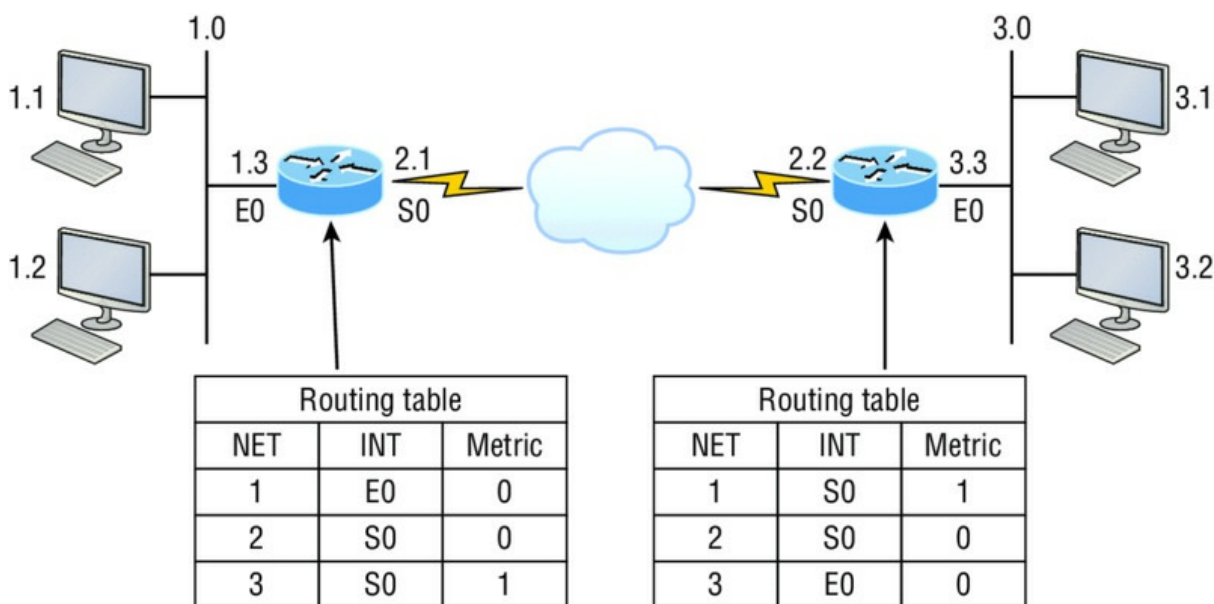 1.0
3.0
1.1
3.1
1.3
2.1
2.2
3.3
E0
S0
S0
E0
1.2
3.2
Routing table
NET INT Metric
1 E0 0
2 S0 0
3 S0 1
Routing table
NET INT Metric
1 S0 1
2 S0 0
3 E0 0